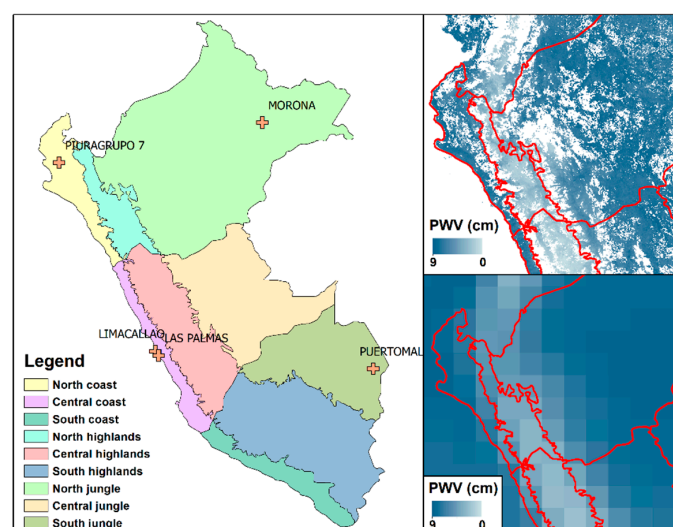 MORONA
PIURAGRUPO 7
LIMACALLAO
LAS PALMAS
PUERTOMAL
Legend
North coast
Central coast
South coast
North highlands
Central highlands
South highlands
North jungle
Central jungle
South jungle
PWV (cm)
9 0
PWV (cm)
9 0